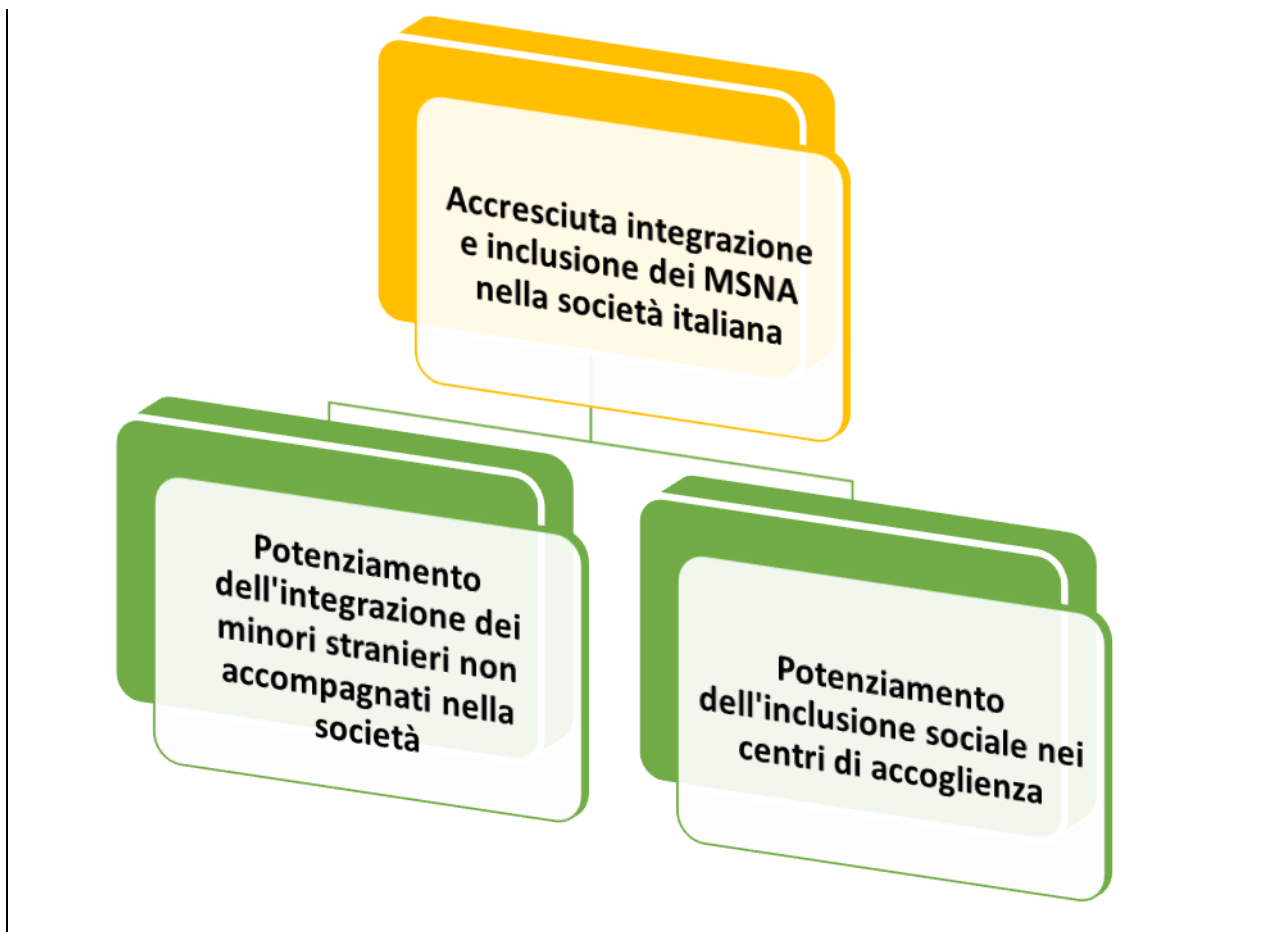 Accresciuta integrazione
e inclusione dei MSNA
nella società italiana
Potenziamento
dell'integrazione dei
minori stranieri non
accompagnati nella
società
Potenziamento
dell'inclusione sociale nei
centri di accoglienza